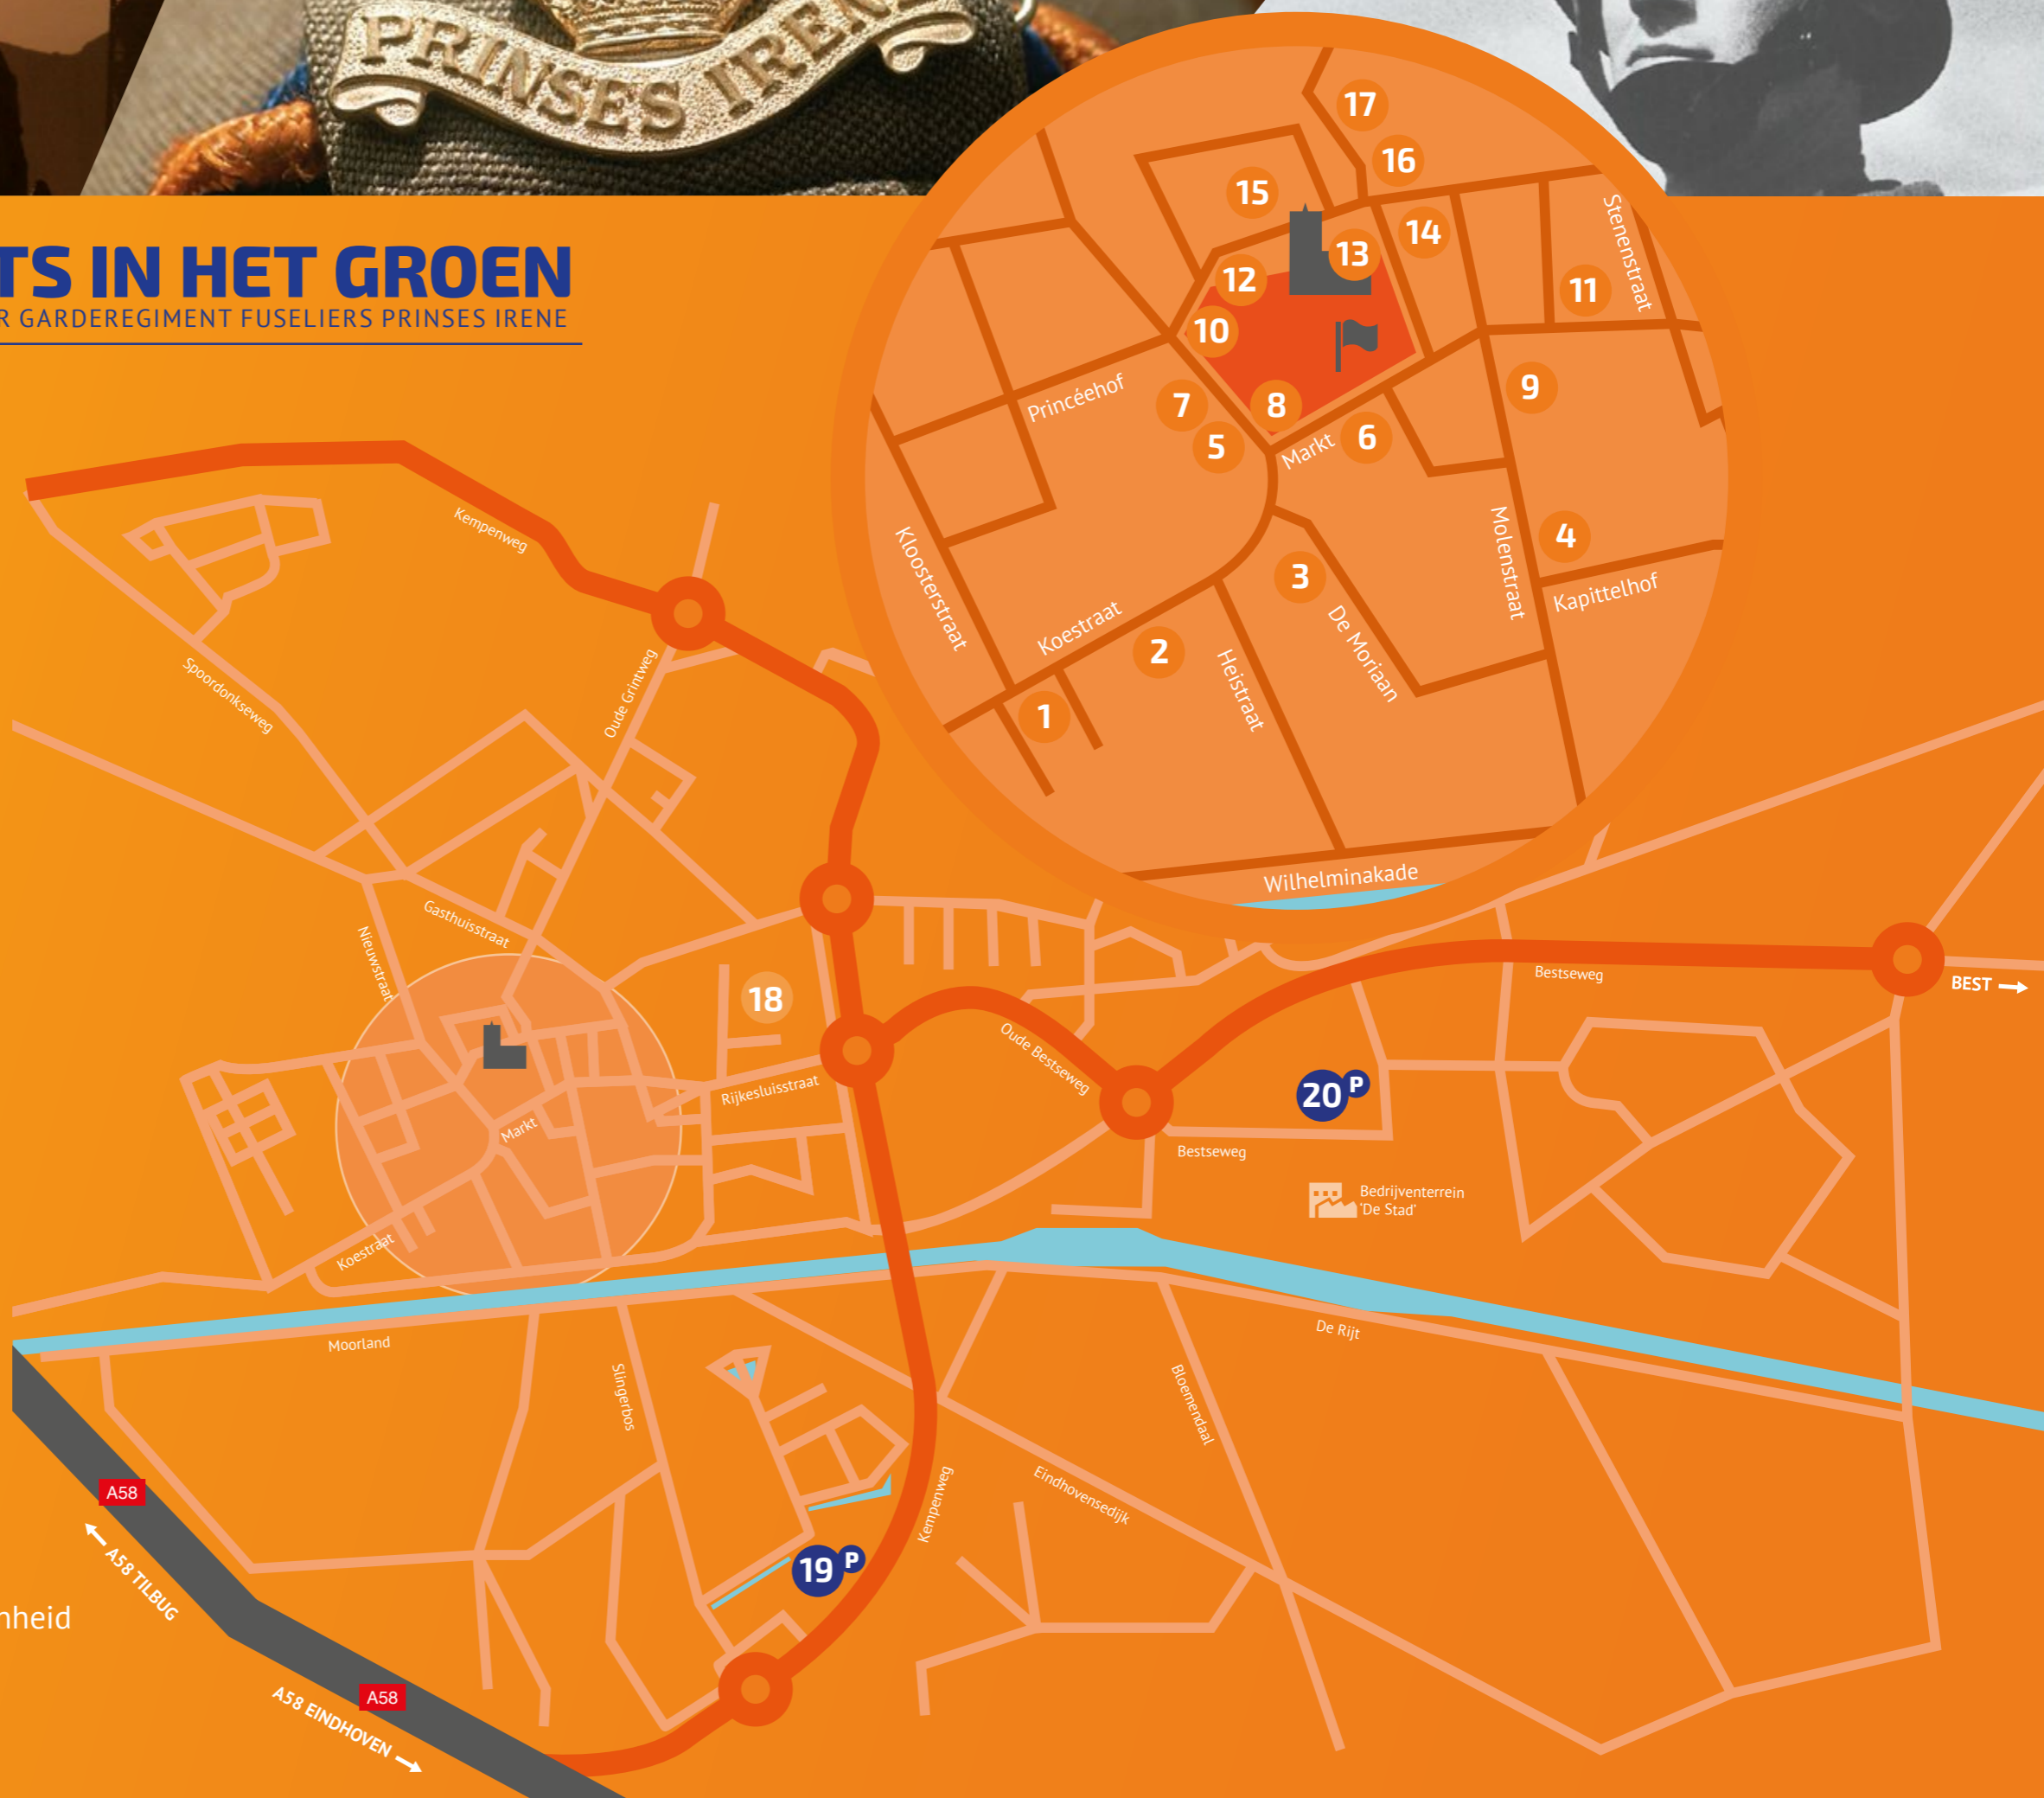 PRINSES IREN
TS IN HET GROEN
R GARDEREGIMENT FUSELIERS PRINSES IRENE
17
16
15
14
13
12
11
10
9
8
7
6
5
4
3
2
1
Stenenstraat
Princéehof
Markt
Kloosterstraat
Koestraat
Heistraat
De Moriaan
Molenstraat
Kapittelhof
Wilhelminakade
Kempenweg
Spoordonkseweg
Oude Grintweg
Gasthuisstraat
Nieuwstraat
18
Rijkesluisstraat
Markt
Koestraat
Oude Bestseweg
Bestseweg
BEST
20 P
Bestseweg
Bedrijventerrein
'De Stad'
Moorland
De Rijt
Slingerbos
Bloemendaal
Eindhovensedijk
Kempenweg
19 P
A58
A58 TILBUG
nheid
A58
A58 EINDHOVEN